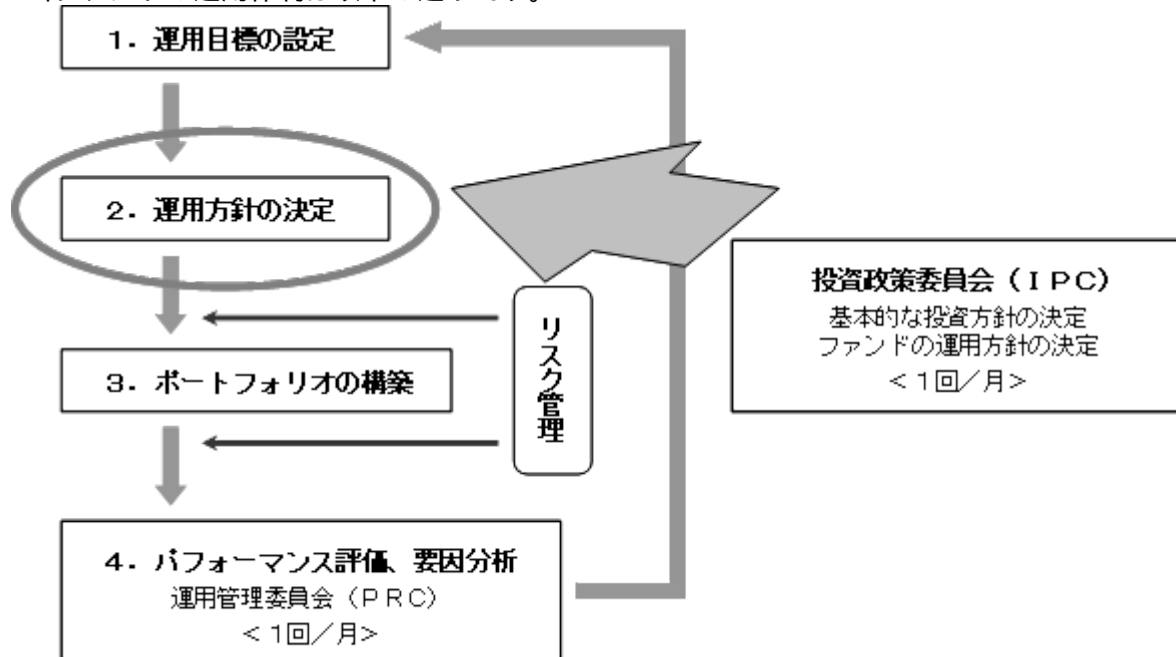 1．運用目標の設定
2．運用方針の決定
投資政策委員会（ＩＰＣ）
基本的な投資方針の決定
ファンドの運用方針の決定
＜１回／月＞
リスク管理
3．ポートフォリオの構築
4．パフォーマンス評価、要因分析
運用管理委員会（ＰＲＣ）
＜１回／月＞